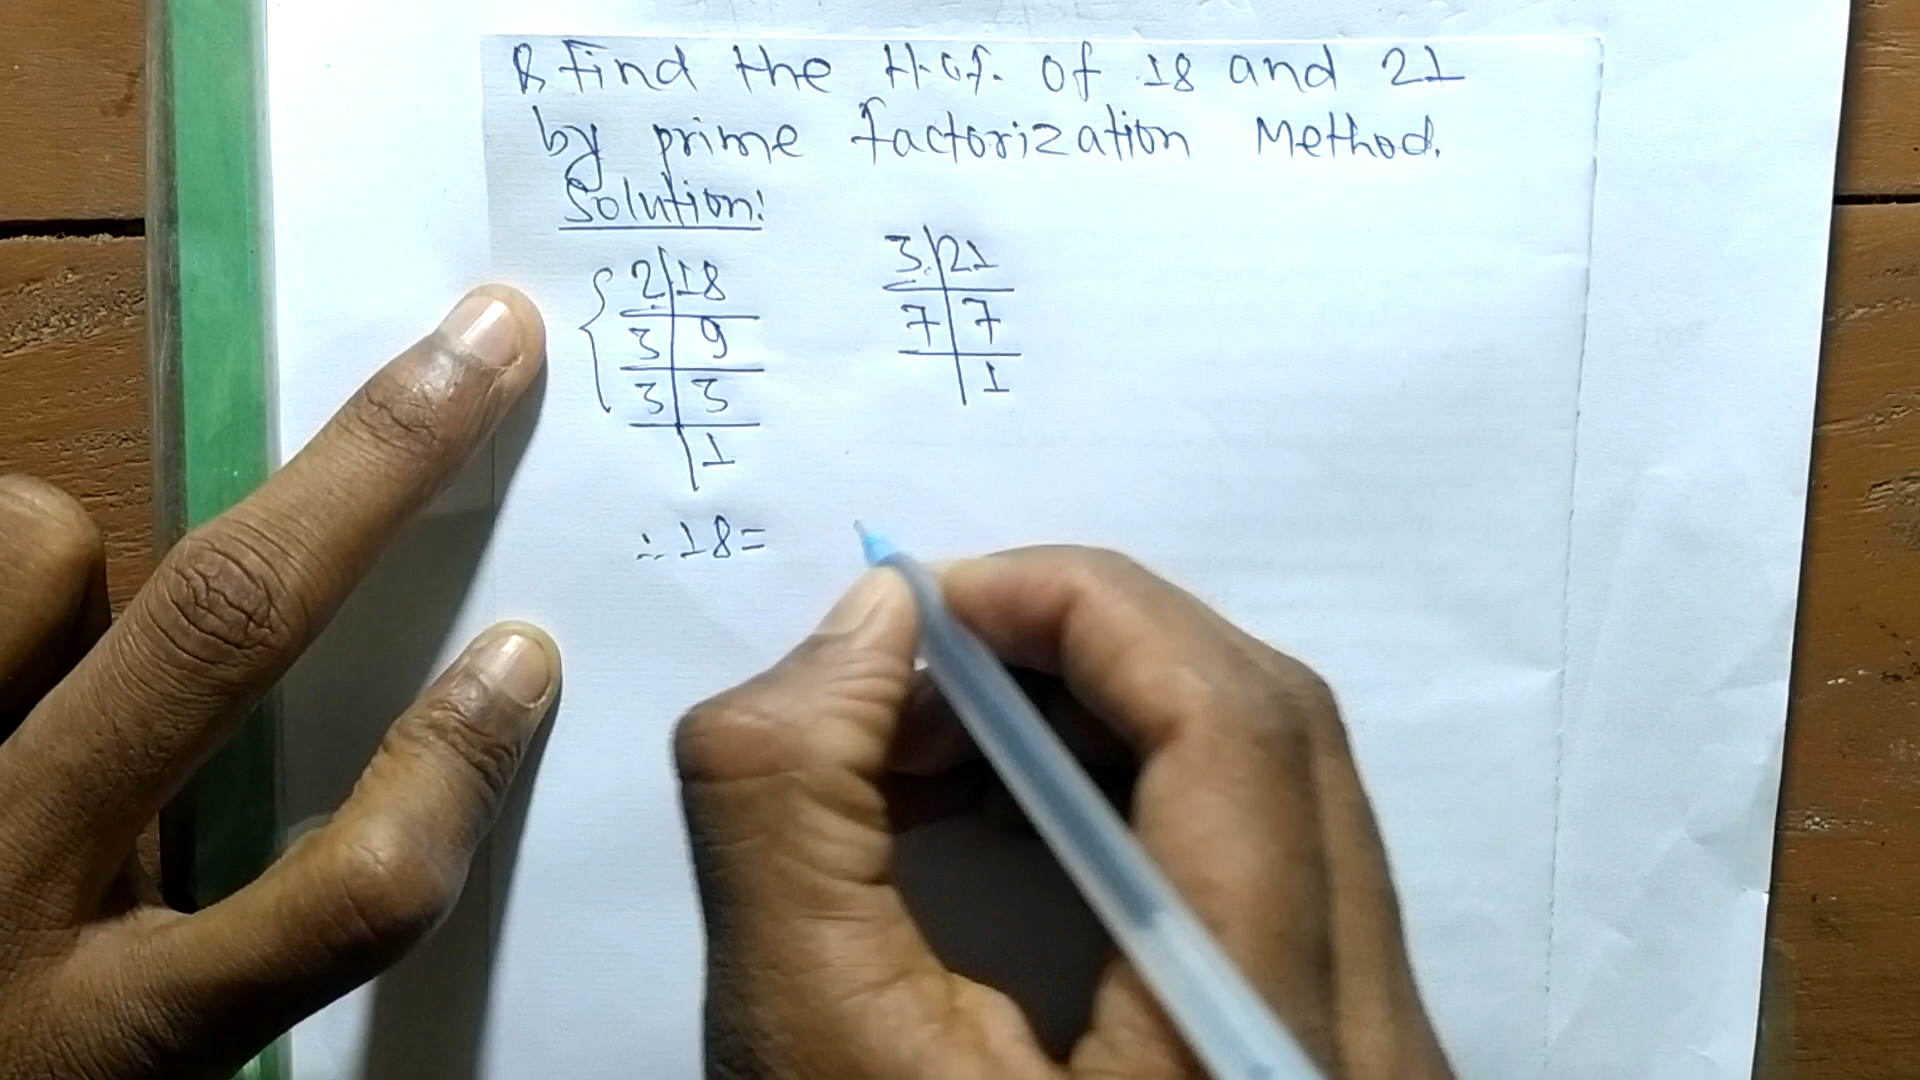 Q. Find the H.C.F. of 18 and 21
by prime factorization Method.
Solution:
2 18
3 9
3 3
1
3 21
7 7
1
∴ 18 =